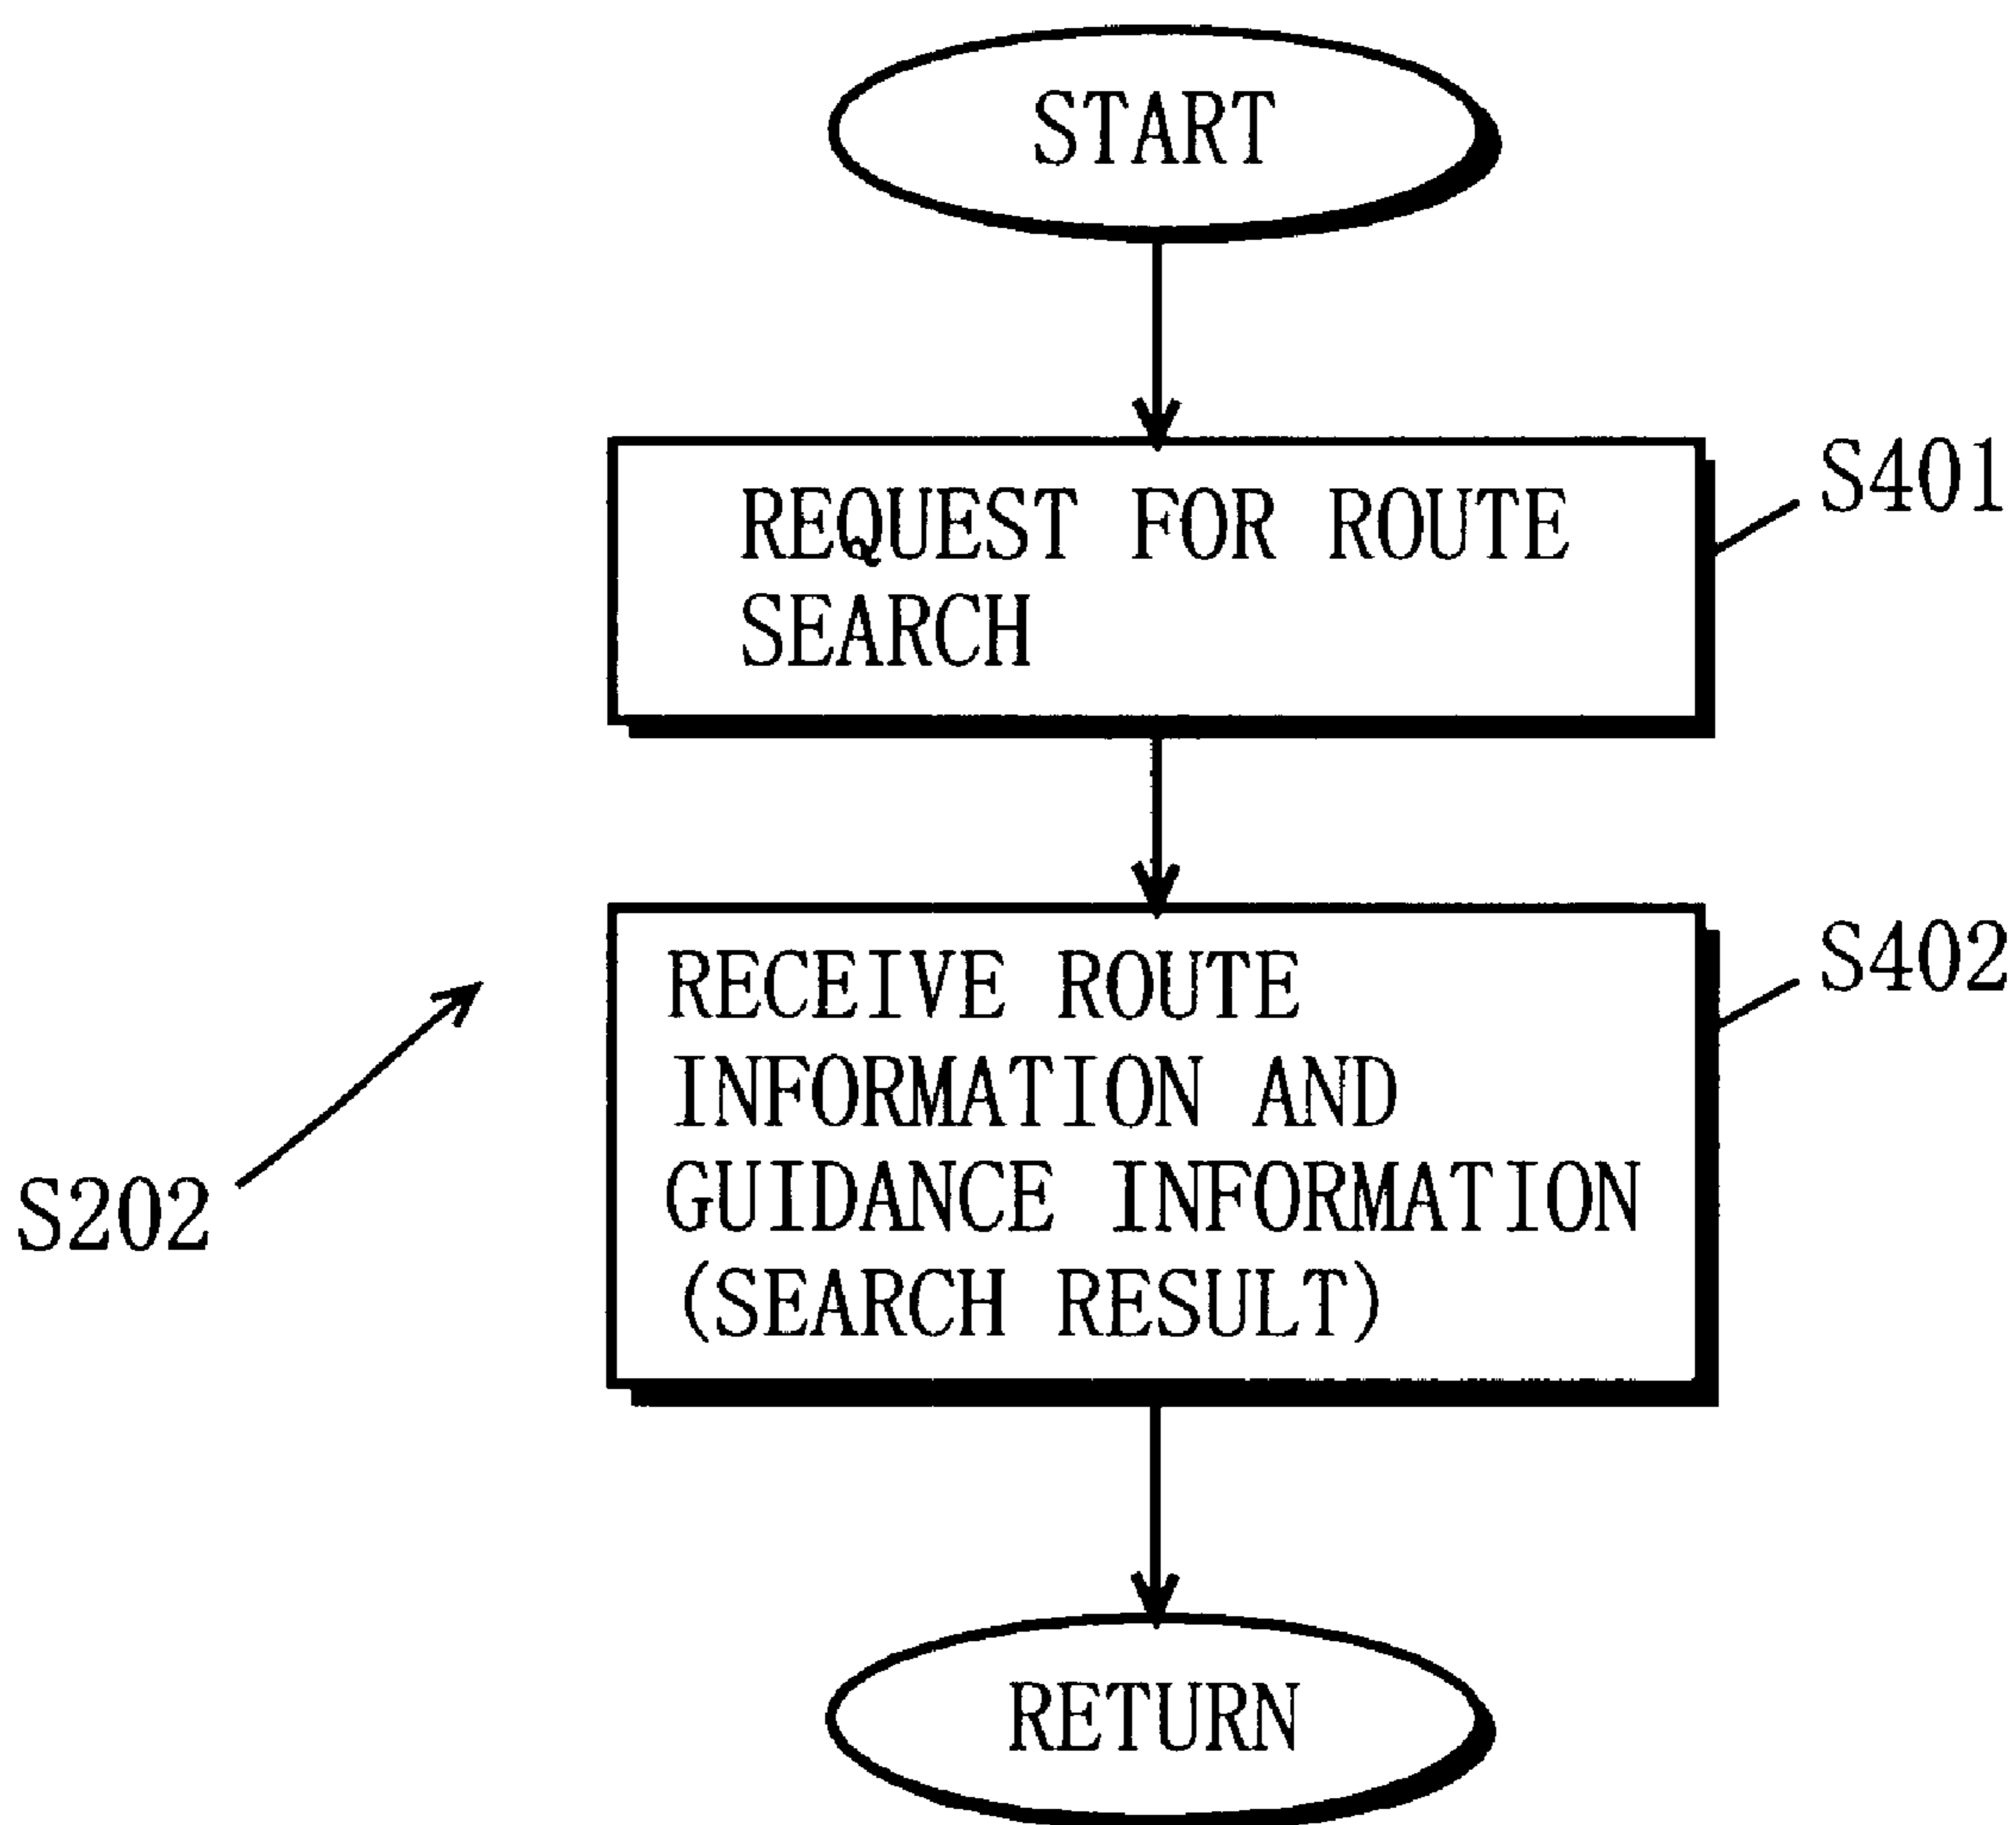 START
REQUEST FOR ROUTE
SEARCH
S401
RECEIVE ROUTE
INFORMATION AND
GUIDANCE INFORMATION
(SEARCH RESULT)
S402
S202
RETURN